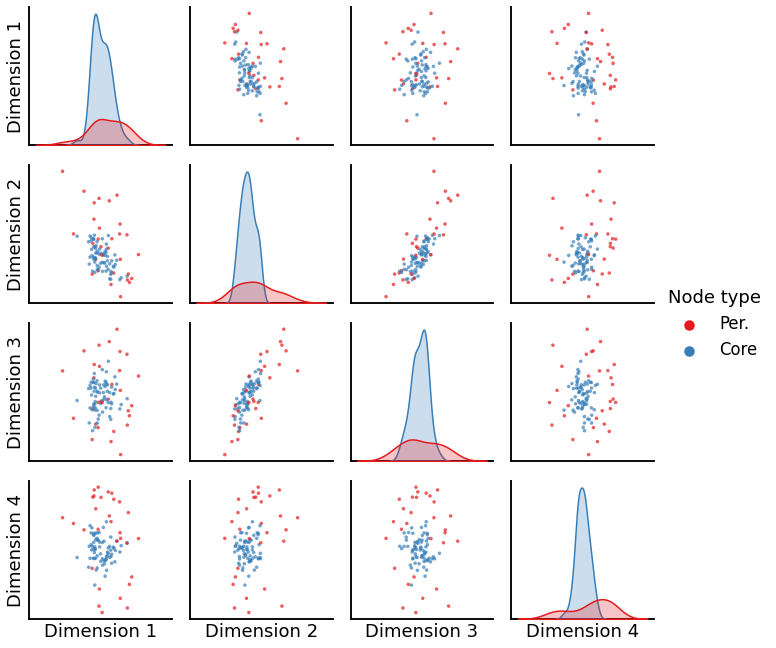 Dimension 1
Dimension 2
Dimension 3
Dimension 4
Dimension 1
Dimension 2
Dimension 3
Dimension 4
Node type
Per.
Core